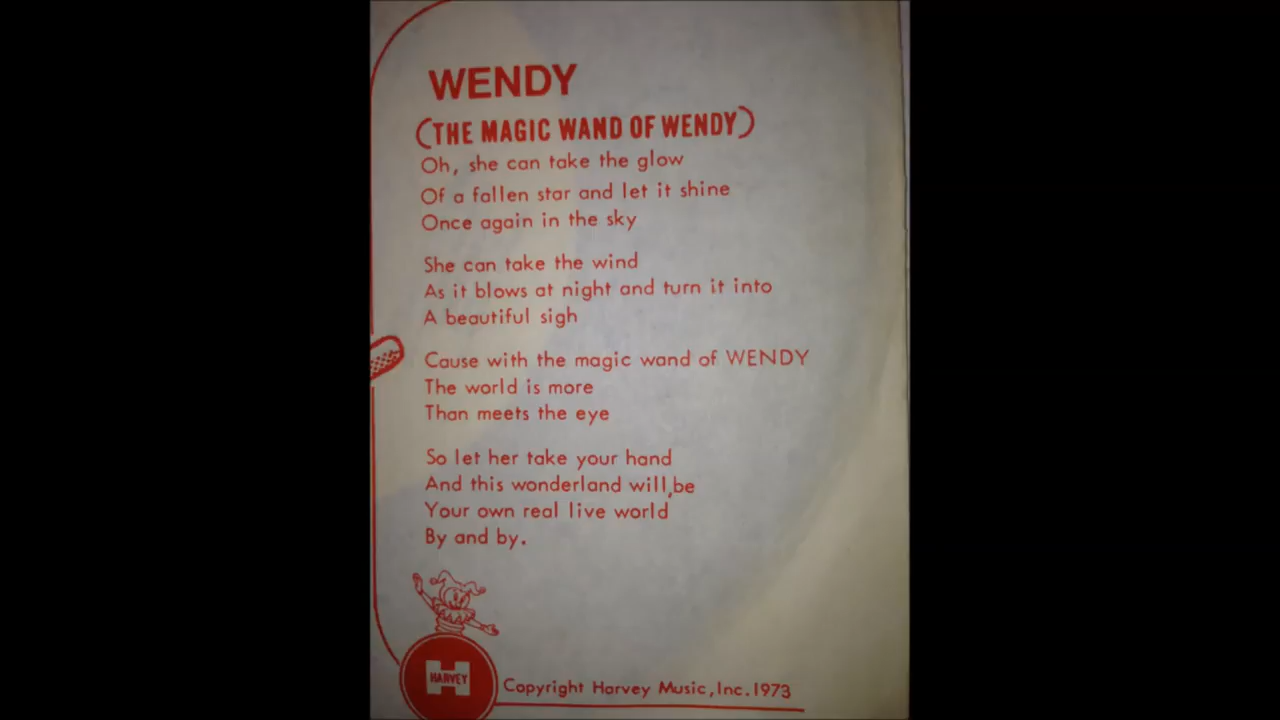 WENDY
(THE MAGIC WAND OF WENDY)
Oh, she can take the glow
Of a fallen star and let it shine
Once again in the sky
She can take the wind
As it blows at night and turn it into
A beautiful sigh
Cause with the magic wand of WENDY
The world is more
Than meets the eye
So let her take your hand
And this wonderland will,be
Your own real live world
By and by.
HARVEY
Copyright Harvey Music,Inc.1973